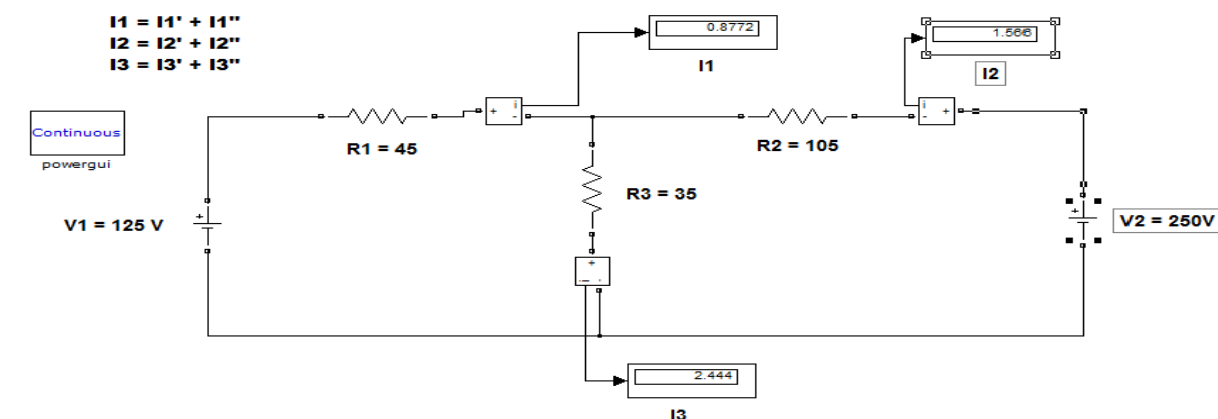 I1 = I1' + I1"
I2 = I2' + I2"
I3 = I3' + I3"
0.8772
I1
1.566
I2
Continuous
powergui
R1 = 45
R2 = 105
R3 = 35
V1 = 125 V
V2 = 250V
+
i
-
i
-
+
+
+
+
-
2.444
I3